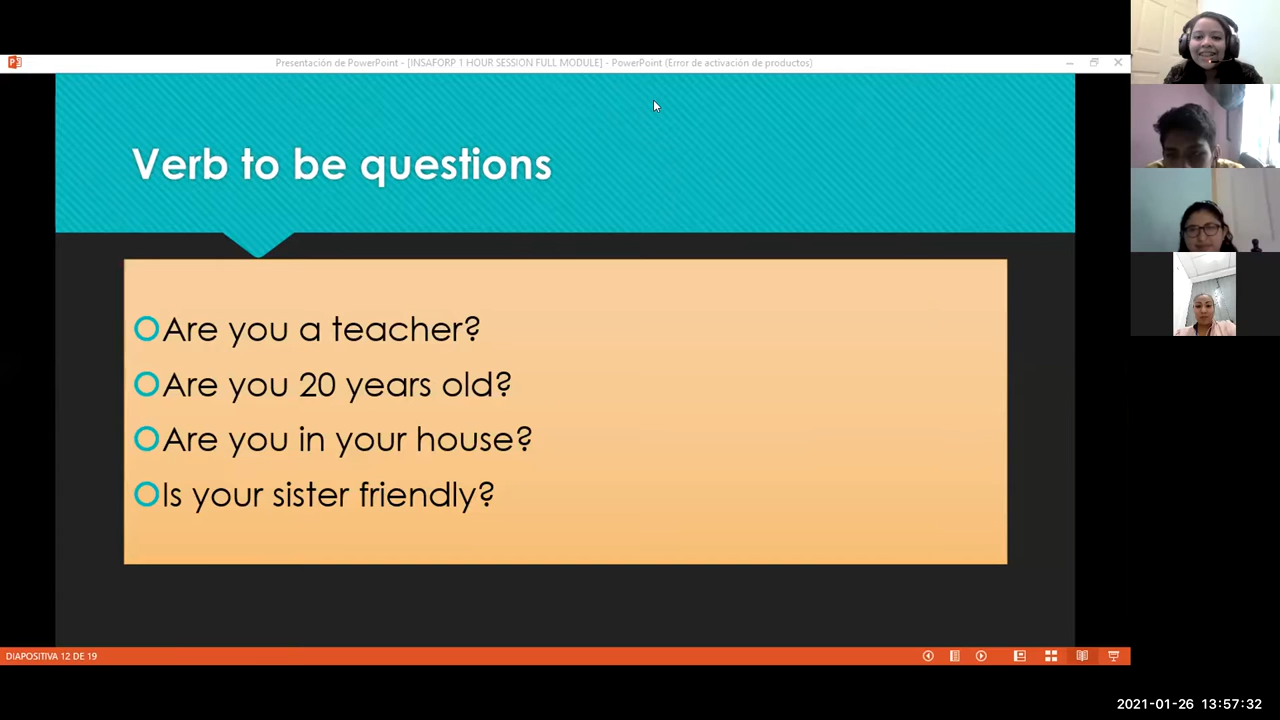 Presentación de PowerPoint - [INSAFORP 1 HOUR SESSION FULL MODULE] - PowerPoint (Error de activación de productos)
Verb to be questions
Are you a teacher?
Are you 20 years old?
Are you in your house?
Is your sister friendly?
DIAPOSITIVA 12 DE 19
2021-01-26 13:57:32